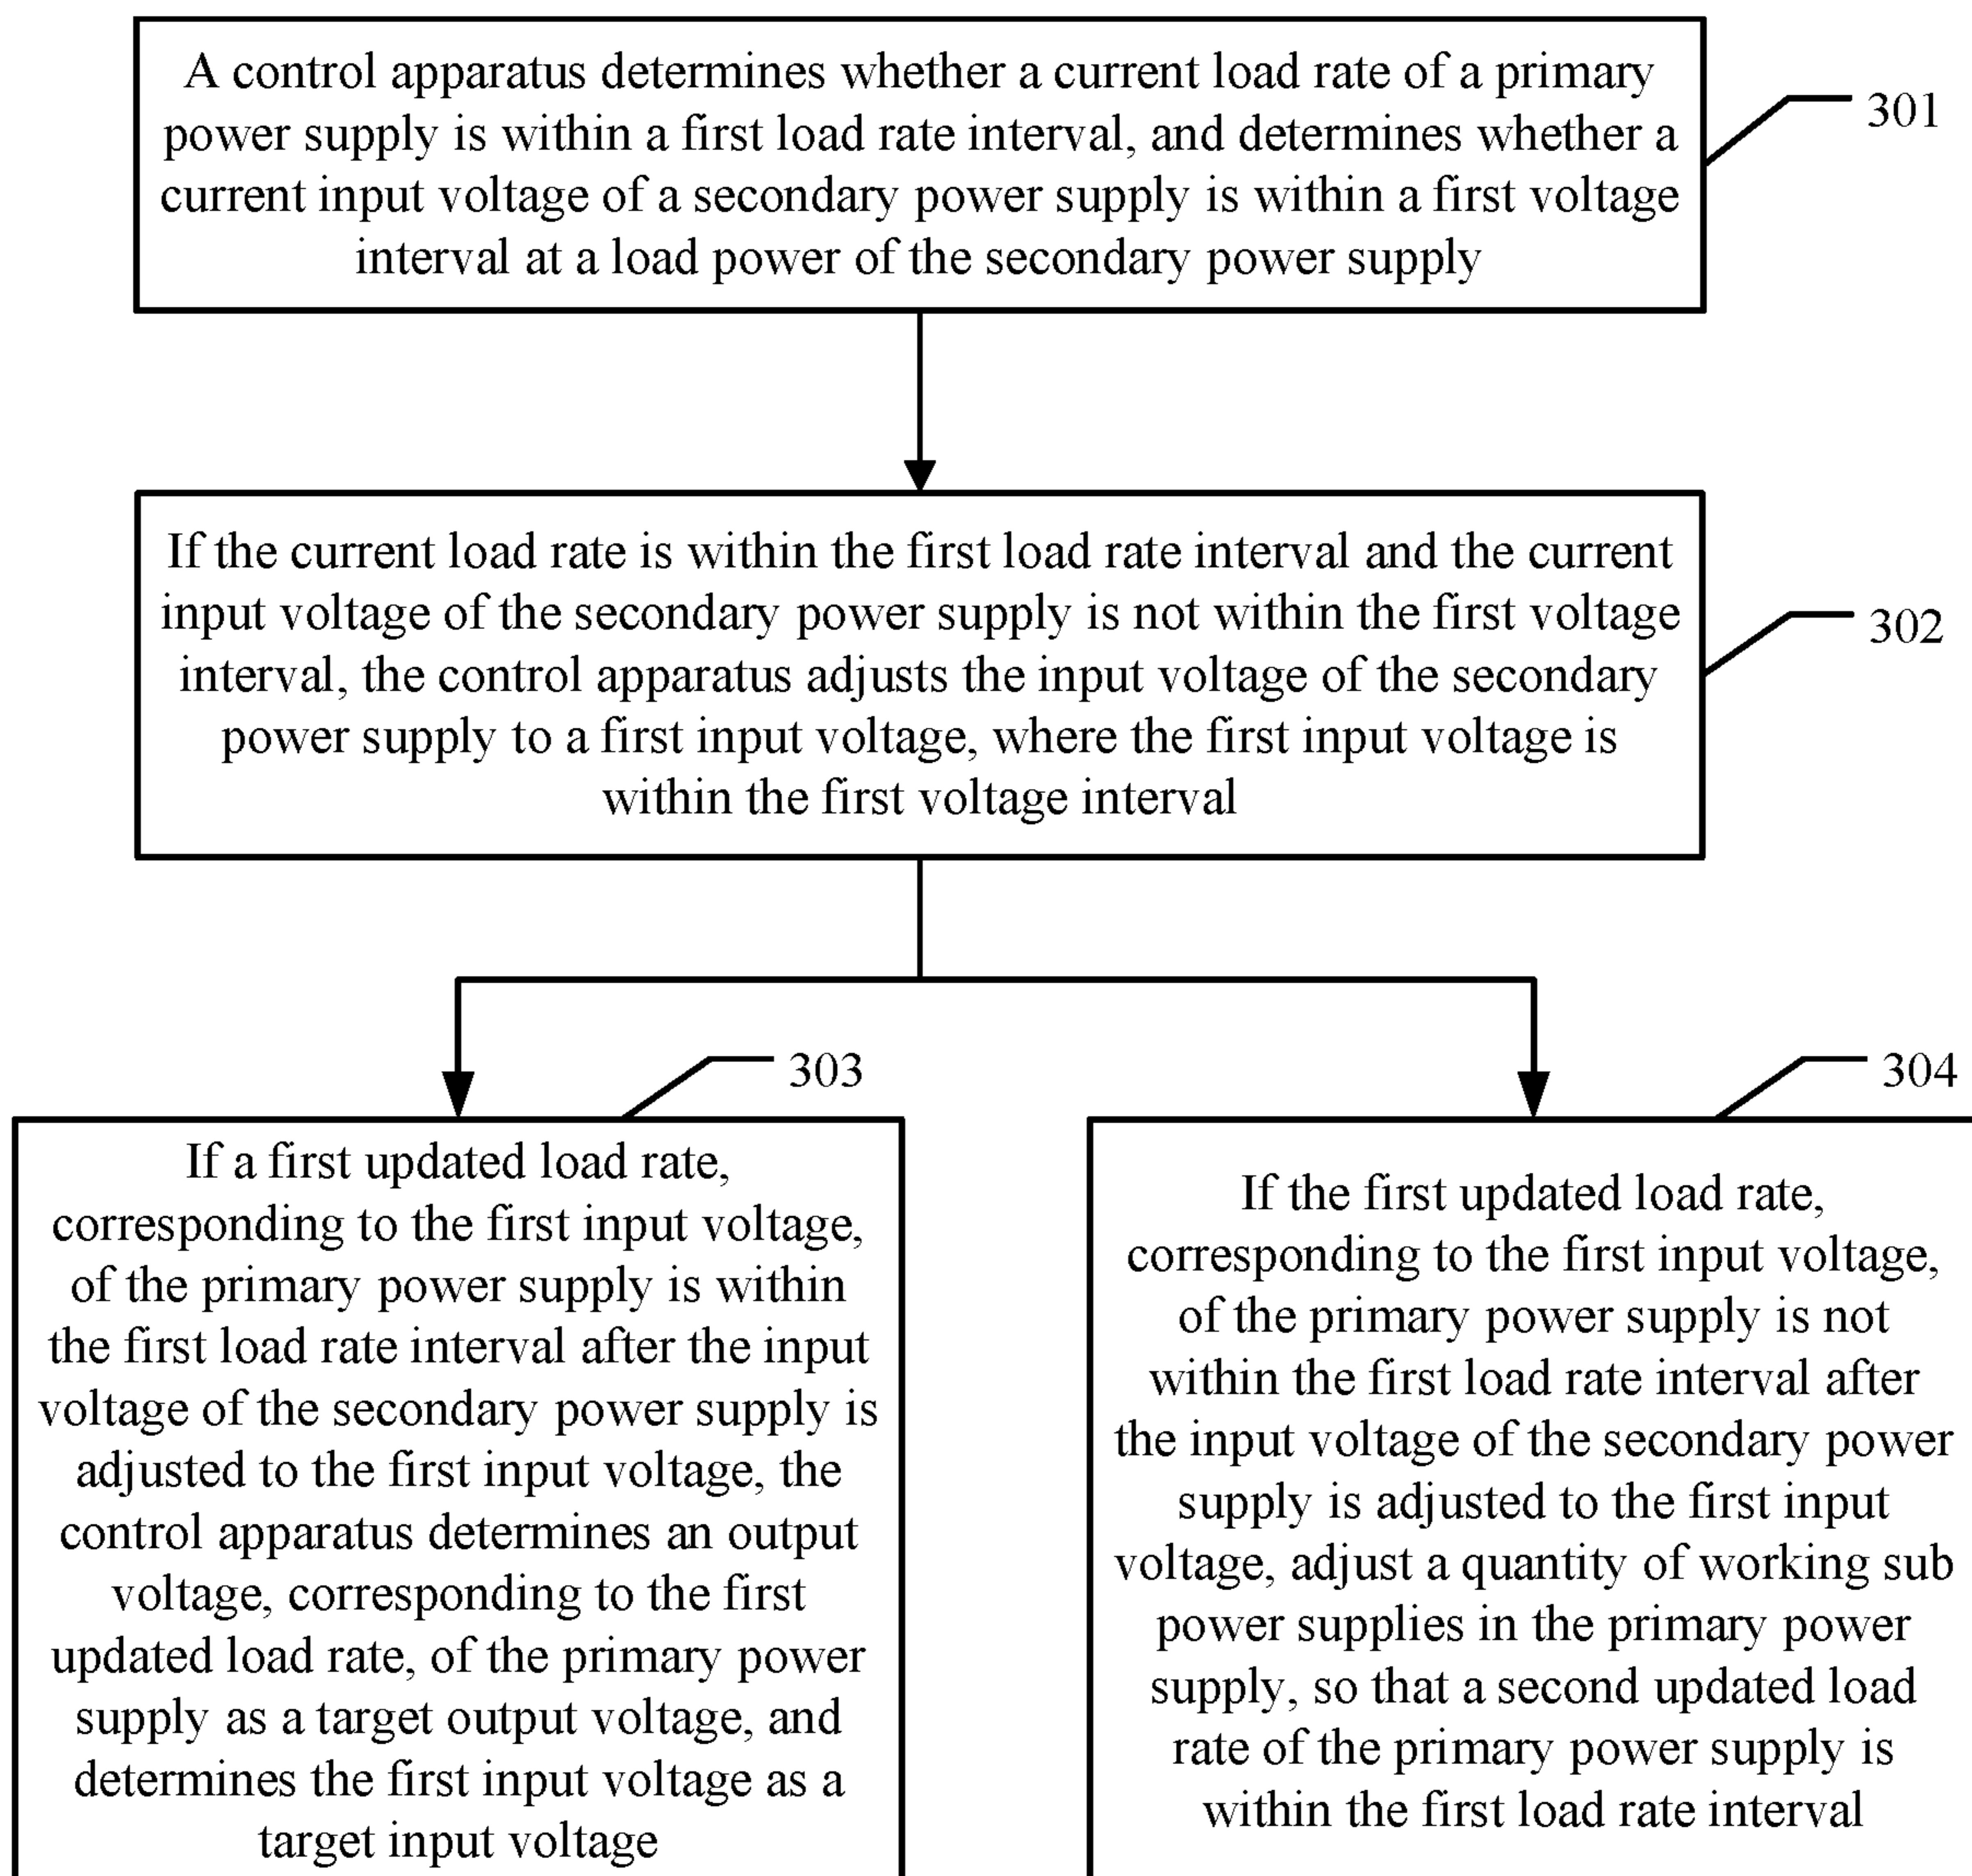 A control apparatus determines whether a current load rate of a primary
power supply is within a first load rate interval, and determines whether a
current input voltage of a secondary power supply is within a first voltage
interval at a load power of the secondary power supply
301
If the current load rate is within the first load rate interval and the current
input voltage of the secondary power supply is not within the first voltage
interval, the control apparatus adjusts the input voltage of the secondary
power supply to a first input voltage, where the first input voltage is
within the first voltage interval
302
303
If a first updated load rate,
corresponding to the first input voltage,
of the primary power supply is within
the first load rate interval after the input
voltage of the secondary power supply is
adjusted to the first input voltage, the
control apparatus determines an output
voltage, corresponding to the first
updated load rate, of the primary power
supply as a target output voltage, and
determines the first input voltage as a
target input voltage
304
If the first updated load rate,
corresponding to the first input voltage,
of the primary power supply is not
within the first load rate interval after
the input voltage of the secondary power
supply is adjusted to the first input
voltage, adjust a quantity of working sub
power supplies in the primary power
supply, so that a second updated load
rate of the primary power supply is
within the first load rate interval